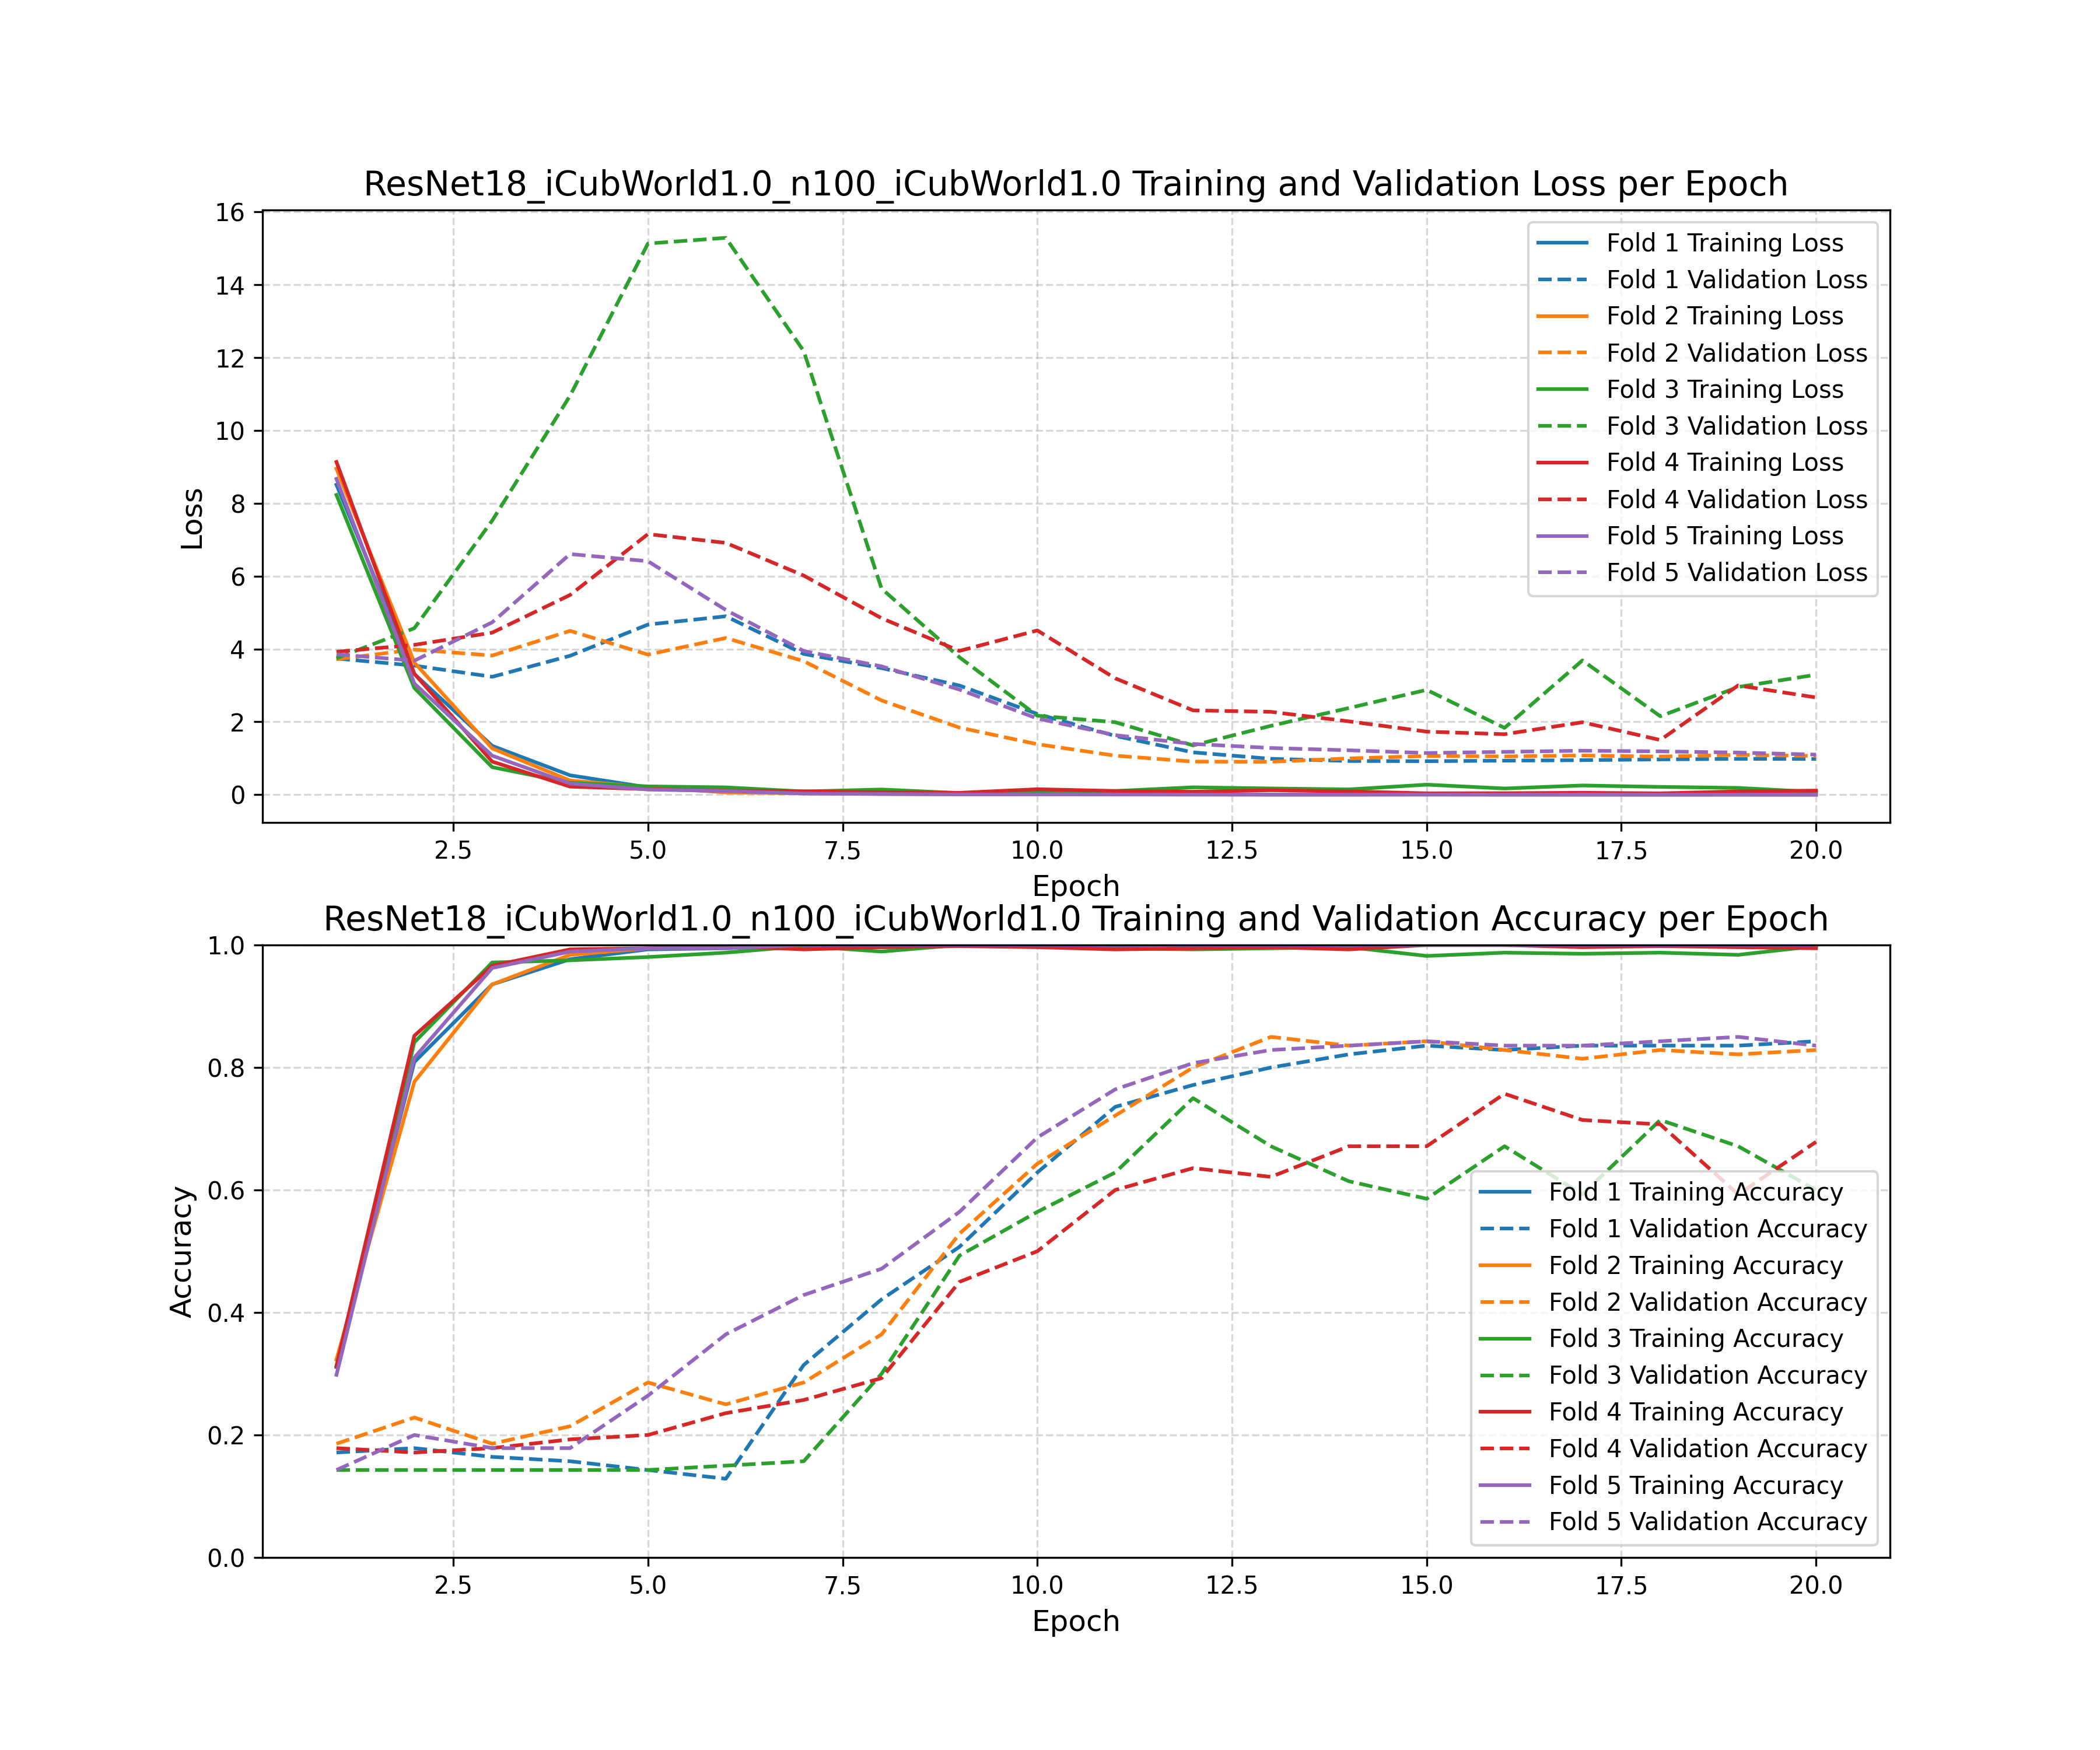 ResNet18_iCubWorld1.0_n100_iCubWorld1.0 Training and Validation Loss per Epoch
16
14
12
10
8
6
4
2
0
Loss
Fold 1 Training Loss
Fold 1 Validation Loss
Fold 2 Training Loss
Fold 2 Validation Loss
Fold 3 Training Loss
Fold 3 Validation Loss
Fold 4 Training Loss
Fold 4 Validation Loss
Fold 5 Training Loss
Fold 5 Validation Loss
2.5 5.0 7.5 10.0 12.5 15.0 17.5 20.0
Epoch
ResNet18_iCubWorld1.0_n100_iCubWorld1.0 Training and Validation Accuracy per Epoch
1.0
0.8
0.6
0.4
0.2
0.0
Accuracy
Fold 1 Training Accuracy
Fold 1 Validation Accuracy
Fold 2 Training Accuracy
Fold 2 Validation Accuracy
Fold 3 Training Accuracy
Fold 3 Validation Accuracy
Fold 4 Training Accuracy
Fold 4 Validation Accuracy
Fold 5 Training Accuracy
Fold 5 Validation Accuracy
2.5 5.0 7.5 10.0 12.5 15.0 17.5 20.0
Epoch